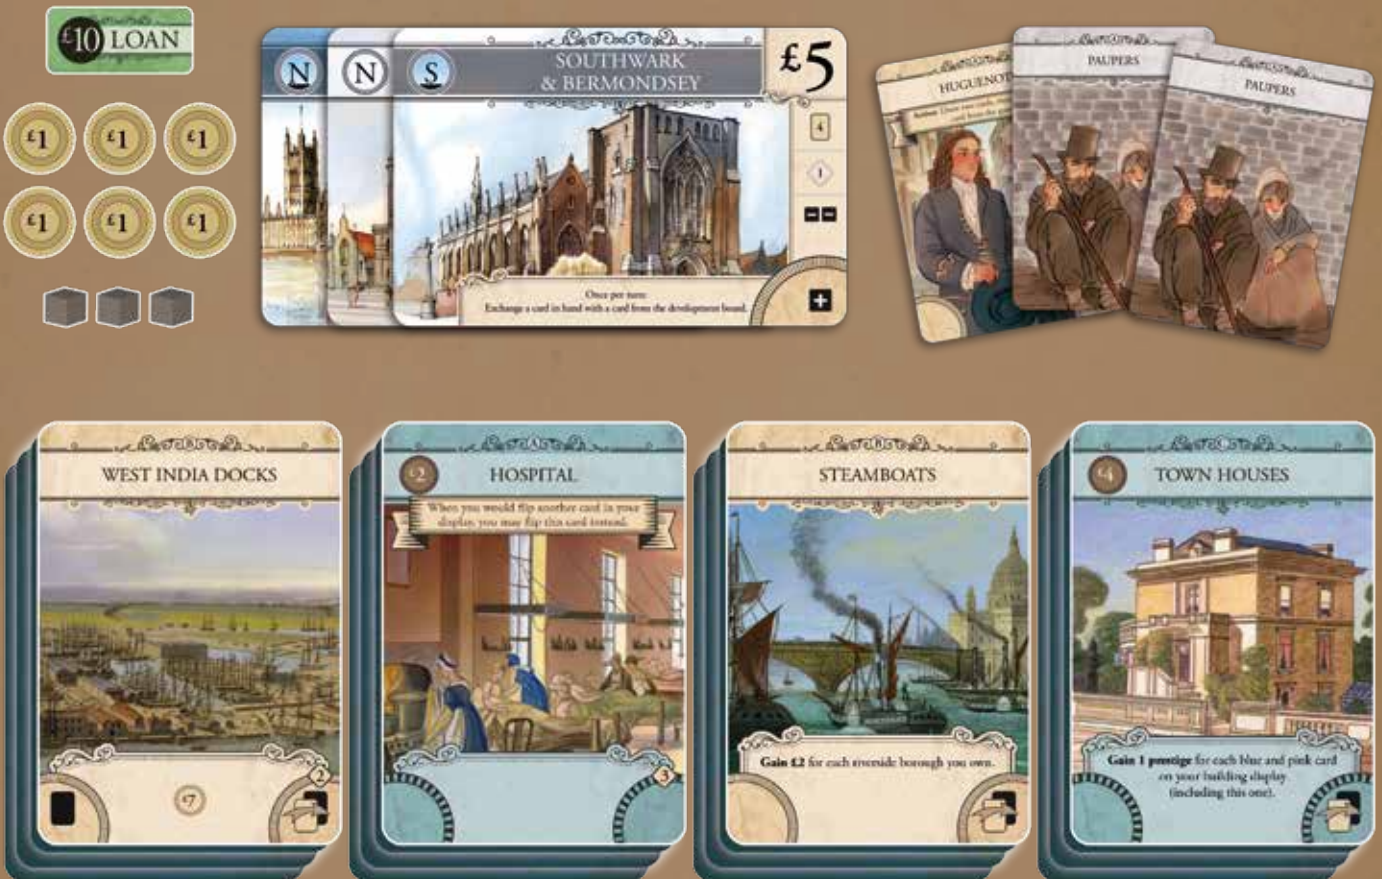 £10 LOAN
£1 £1 £1
£1 £1 £1
N
N
S
SOUTHWARK
& BERMONDSEY
£5
4
1
Once per turn:
Exchange a card in hand with a card from the development board.
HUGUENOT
PAUPERS
PAUPERS
B
WEST INDIA DOCKS
2
£7
A
£2
HOSPITAL
When you would flip another card in your
display, you may flip this card instead.
3
B
STEAMBOATS
Gain £2 for each riverside borough you own.
C
£4
TOWN HOUSES
Gain 1 prestige for each blue and pink card
on your building display
(including this one).